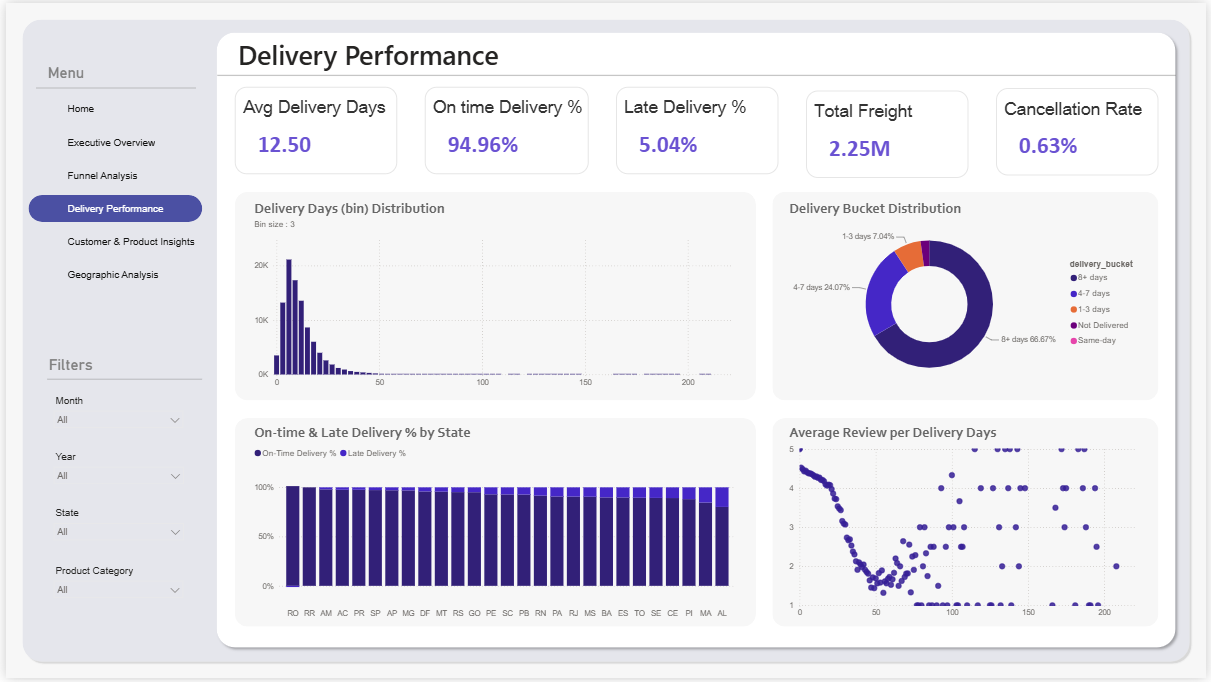 Delivery Performance
Menu
Home
Executive Overview
Funnel Analysis
Delivery Performance
Customer & Product Insights
Geographic Analysis
Filters
Month
All
Year
All
State
All
Product Category
All
Avg Delivery Days
12.50
On time Delivery %
94.96%
Late Delivery %
5.04%
Total Freight
2.25M
Cancellation Rate
0.63%
Delivery Days (bin) Distribution
Bin size : 3
20K
10K
0K
0 50 100 150 200
Delivery Bucket Distribution
1-3 days 7.04%
4-7 days 24.07%
8+ days 66.67%
delivery_bucket
8+ days
4-7 days
1-3 days
Not Delivered
Same-day
On-time & Late Delivery % by State
On-Time Delivery % Late Delivery %
100%
50%
0%
RO RR AM AC PR SP AP MG DF MT RS GO PE SC PB RN PA RJ MS BA ES TO SE CE PI MA AL
Average Review per Delivery Days
5
4
3
2
1
0 50 100 150 200